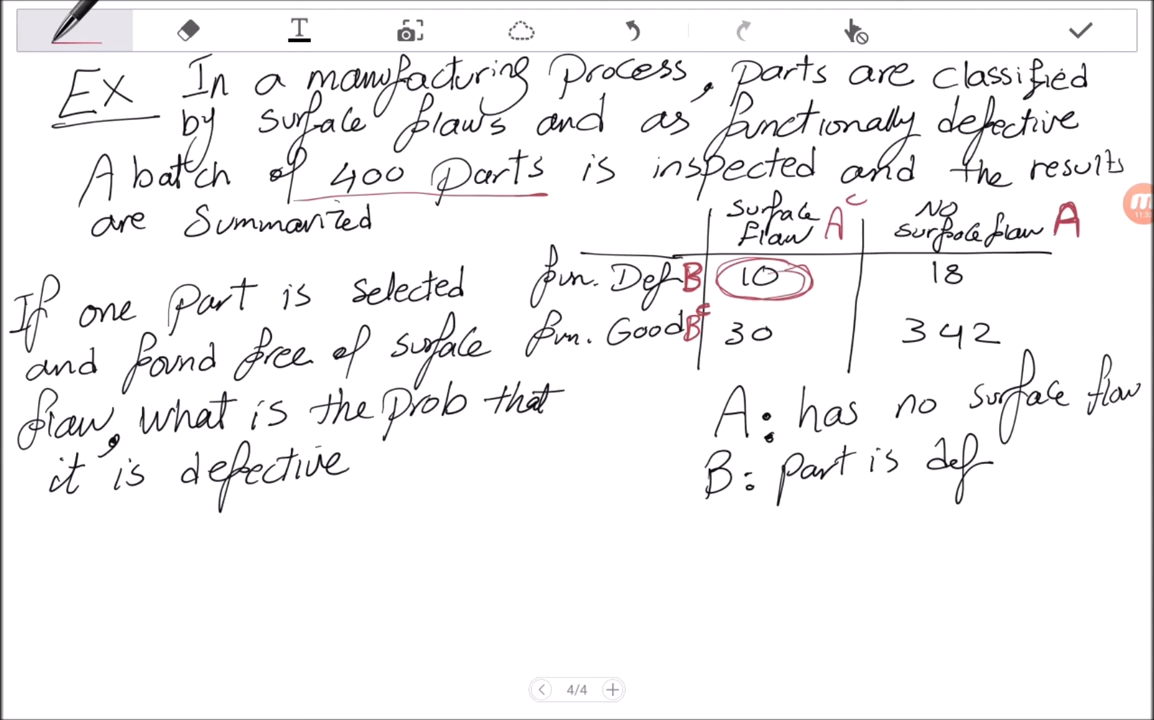 Ex In a manufacturing Process, Parts are classified
by surface flaws and as functionally defective
A batch of 400 Parts is inspected and the results
are Summarized
Surface Flaw A^c No Surface flaw A
fun. Def B 10 18
fun. Good B^c 30 342
If one Part is selected
and found free of surface
flaw, what is the Prob that
it is defective
A: has no surface flaw
B: Part is def
T
4/4